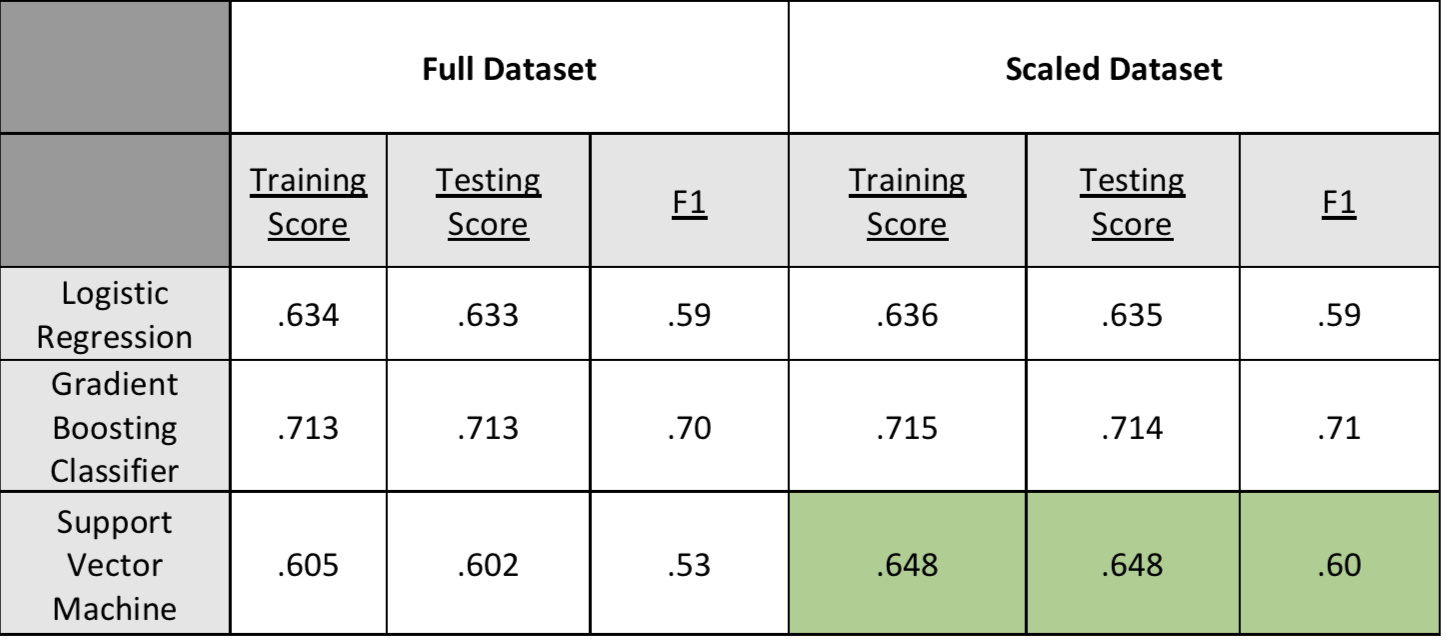 Full Dataset Scaled Dataset
Training Score Testing Score F1 Training Score Testing Score F1
Logistic Regression .634 .633 .59 .636 .635 .59
Gradient Boosting Classifier .713 .713 .70 .715 .714 .71
Support Vector Machine .605 .602 .53 .648 .648 .60